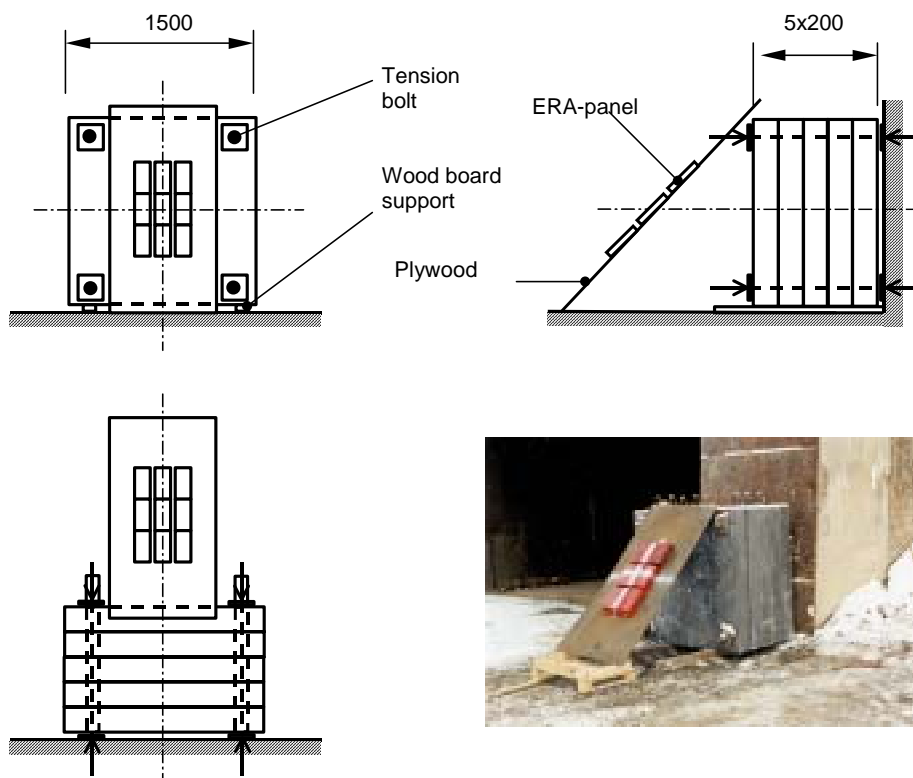 1500
5x200
Tension
bolt
ERA-panel
Wood board
support
Plywood